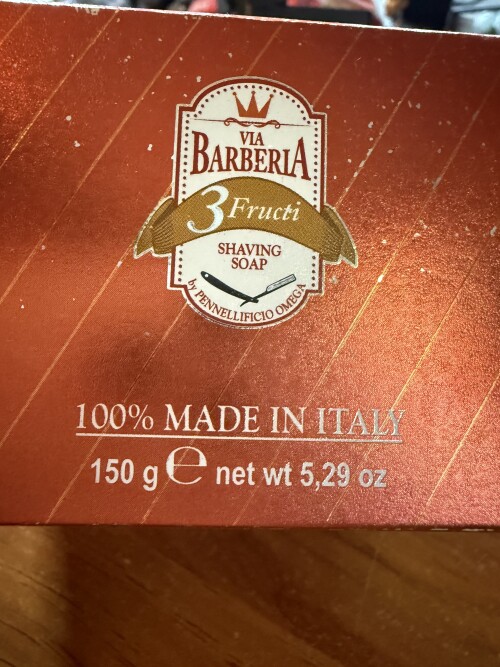 VIA
BARBERIA
3 Fructi
SHAVING
SOAP
by PENNELLIFICIO OMEGA
100% MADE IN ITALY
150 g ℮ net wt 5,29 oz